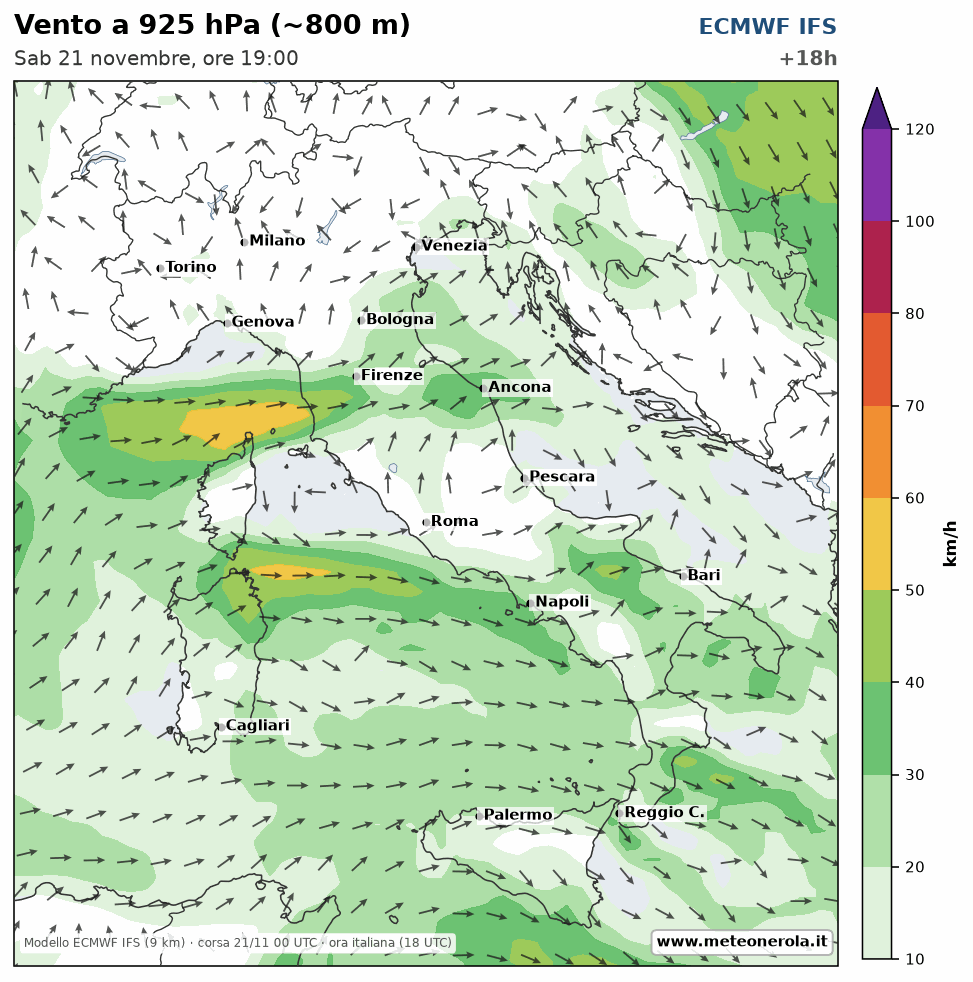 Vento a 925 hPa (~800 m)
ECMWF IFS
Sab 21 novembre, ore 19:00
+18h
Milano
Venezia
Torino
Genova
Bologna
Firenze
Ancona
Pescara
Roma
Bari
Napoli
Cagliari
Palermo
Reggio C.
120
100
80
70
60
50
40
30
20
10
km/h
Modello ECMWF IFS (9 km) · corsa 21/11 00 UTC · ora italiana (18 UTC)
www.meteonerola.it